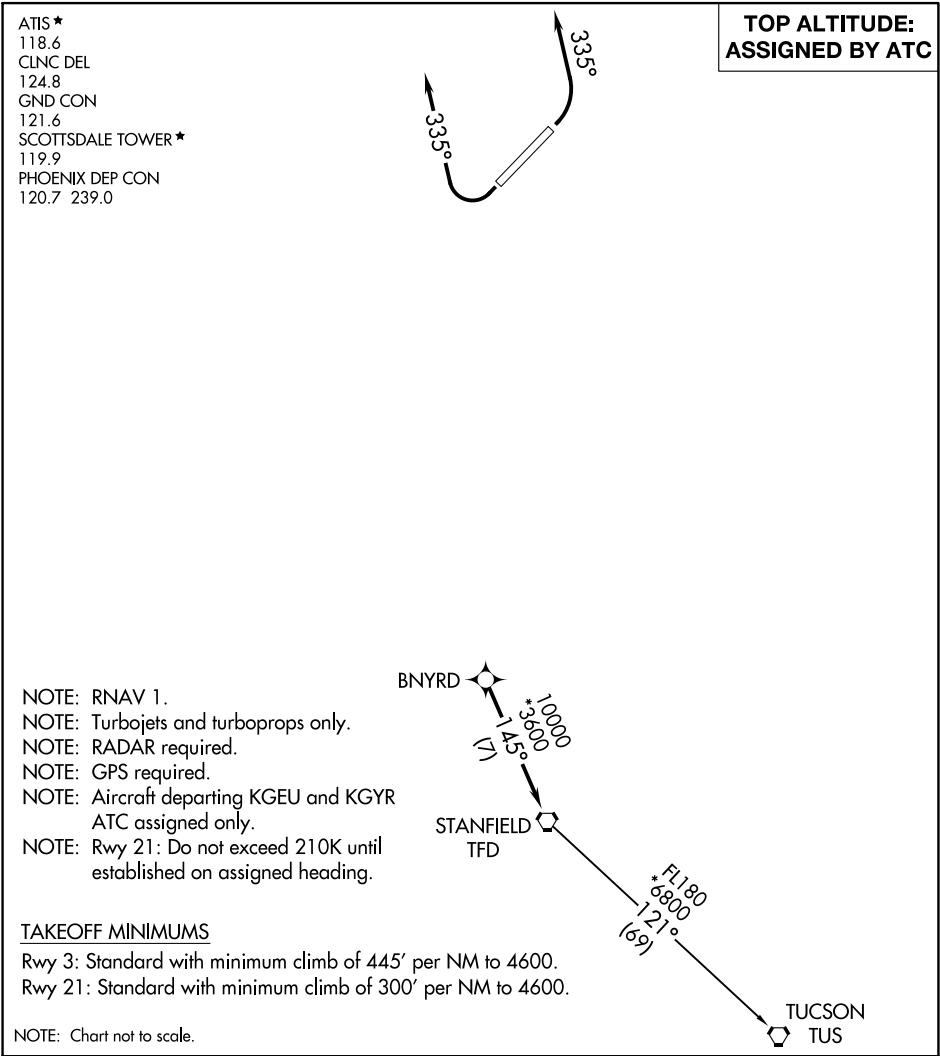 ATIS ★
118.6
CLNC DEL
124.8
GND CON
121.6
SCOTTSDALE TOWER ★
119.9
PHOENIX DEP CON
120.7 239.0
TOP ALTITUDE:
ASSIGNED BY ATC
335°
335°
BNYRD
10000
*3600
145°
(7)
STANFIELD
TFD
FL180
*6800
121°
(69)
TUCSON
TUS
NOTE: RNAV 1.
NOTE: Turbojets and turboprops only.
NOTE: RADAR required.
NOTE: GPS required.
NOTE: Aircraft departing KGEU and KGYR
ATC assigned only.
NOTE: Rwy 21: Do not exceed 210K until
established on assigned heading.
TAKEOFF MINIMUMS
Rwy 3: Standard with minimum climb of 445' per NM to 4600.
Rwy 21: Standard with minimum climb of 300' per NM to 4600.
NOTE: Chart not to scale.